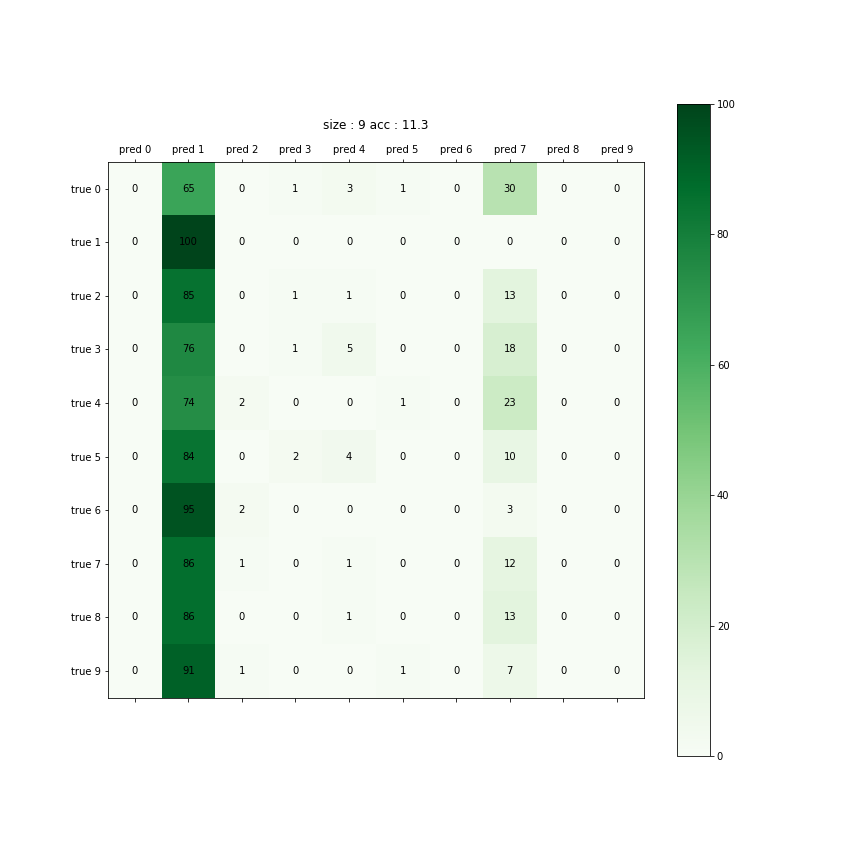 size : 9 acc : 11.3
pred 0 pred 1 pred 2 pred 3 pred 4 pred 5 pred 6 pred 7 pred 8 pred 9
true 0 0 65 0 1 3 1 0 30 0 0
true 1 0 100 0 0 0 0 0 0 0 0
true 2 0 85 0 1 1 0 0 13 0 0
true 3 0 76 0 1 5 0 0 18 0 0
true 4 0 74 2 0 0 1 0 23 0 0
true 5 0 84 0 2 4 0 0 10 0 0
true 6 0 95 2 0 0 0 0 3 0 0
true 7 0 86 1 0 1 0 0 12 0 0
true 8 0 86 0 0 1 0 0 13 0 0
true 9 0 91 1 0 0 1 0 7 0 0
100
80
60
40
20
0